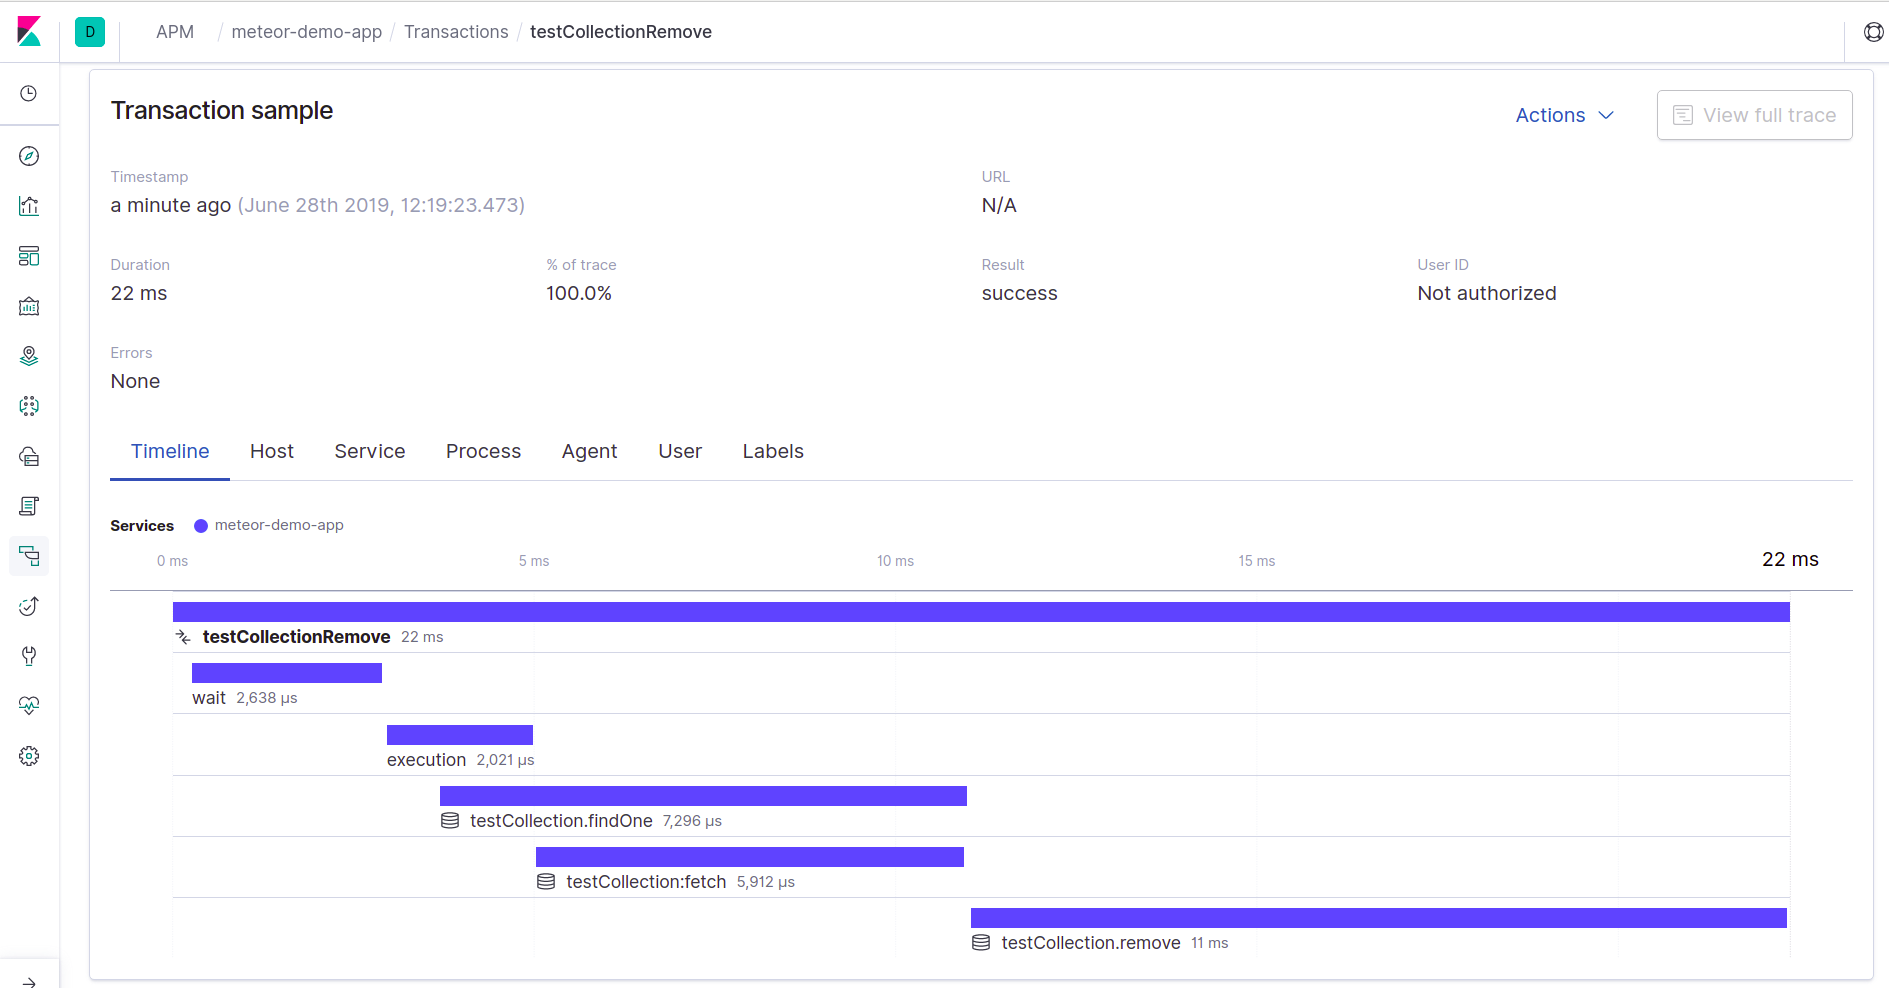 D APM / meteor-demo-app / Transactions / testCollectionRemove
Transaction sample
Actions View full trace
Timestamp URL
a minute ago (June 28th 2019, 12:19:23.473) N/A
Duration % of trace Result User ID
22 ms 100.0% success Not authorized
Errors
None
Timeline Host Service Process Agent User Labels
Services meteor-demo-app
0 ms 5 ms 10 ms 15 ms 22 ms
testCollectionRemove 22 ms
wait 2,638 µs
execution 2,021 µs
testCollection.findOne 7,296 µs
testCollection:fetch 5,912 µs
testCollection.remove 11 ms